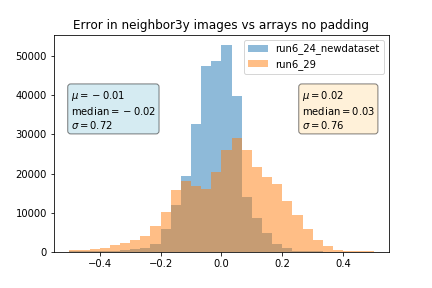 Error in neighbor3y images vs arrays no padding
run6_24_newdataset
run6_29
μ = −0.01
median = −0.02
σ = 0.72
μ = 0.02
median = 0.03
σ = 0.76
50000
40000
30000
20000
10000
0
−0.4 −0.2 0.0 0.2 0.4